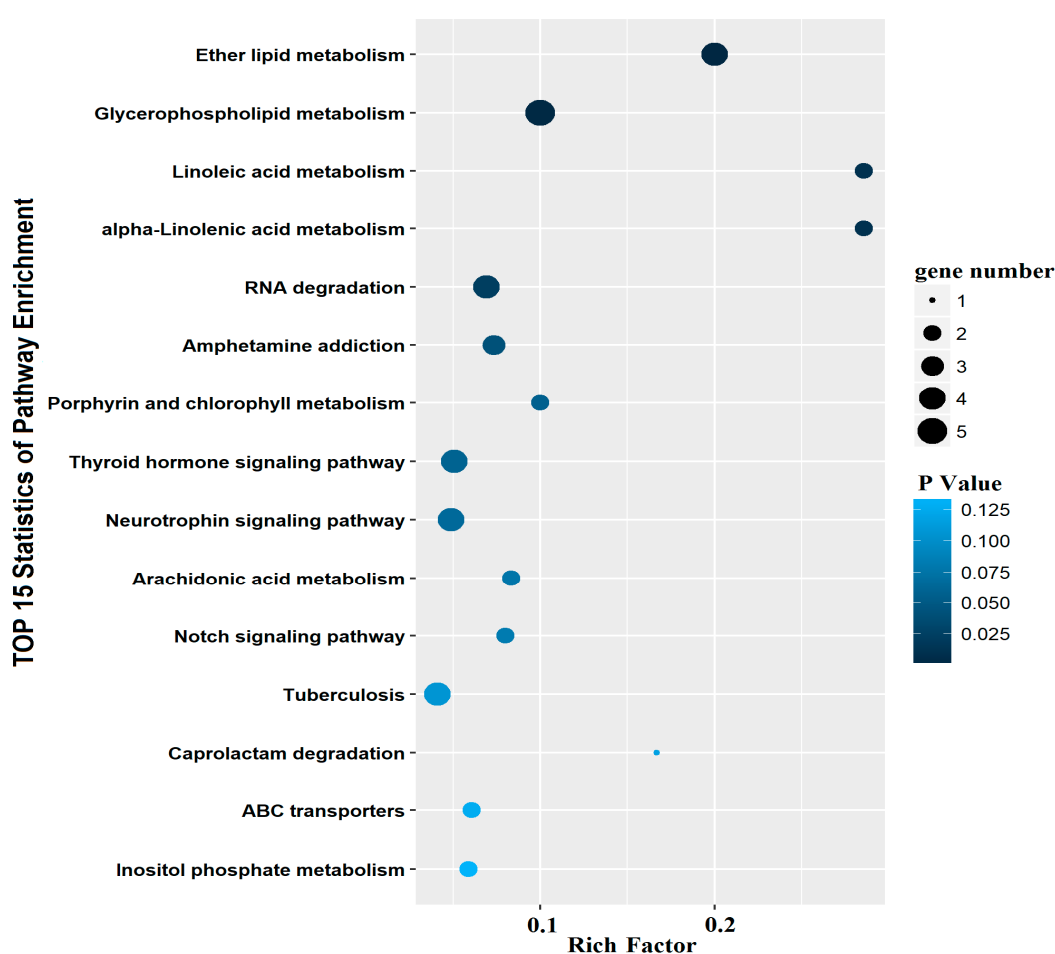 TOP 15 Statistics of Pathway Enrichment
Ether lipid metabolism
Glycerophospholipid metabolism
Linoleic acid metabolism
alpha-Linolenic acid metabolism
RNA degradation
Amphetamine addiction
Porphyrin and chlorophyll metabolism
Thyroid hormone signaling pathway
Neurotrophin signaling pathway
Arachidonic acid metabolism
Notch signaling pathway
Tuberculosis
Caprolactam degradation
ABC transporters
Inositol phosphate metabolism
0.1
0.2
Rich Factor
gene number
1
2
3
4
5
P Value
0.125
0.100
0.075
0.050
0.025